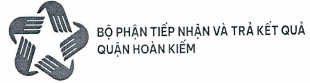 BỘ PHẬN TIẾP NHẬN VÀ TRẢ KẾT QUẢ
QUẬN HOÀN KIẾM